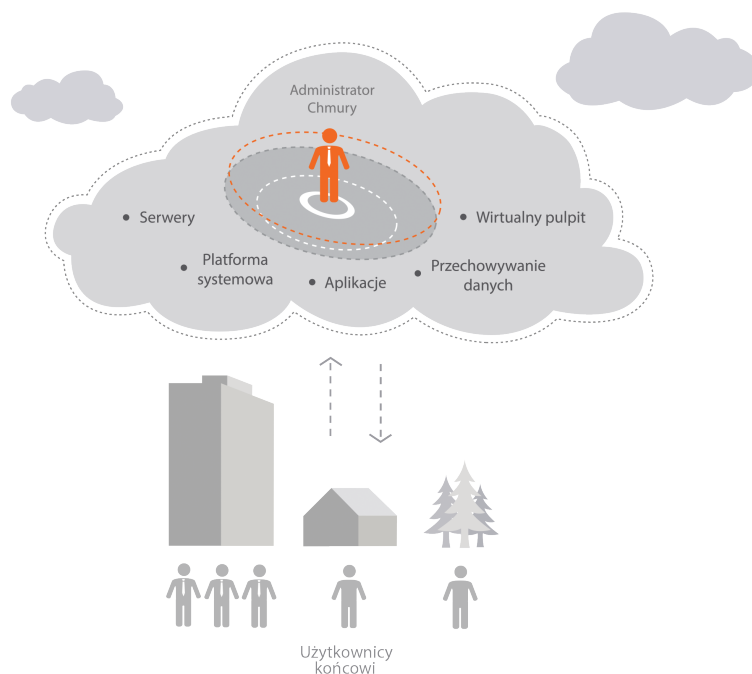 Administrator
Chmury
Serwery
Wirtualny pulpit
Platforma
systemowa
Aplikacje
Przechowywanie
danych
Użytkownicy
końcowi